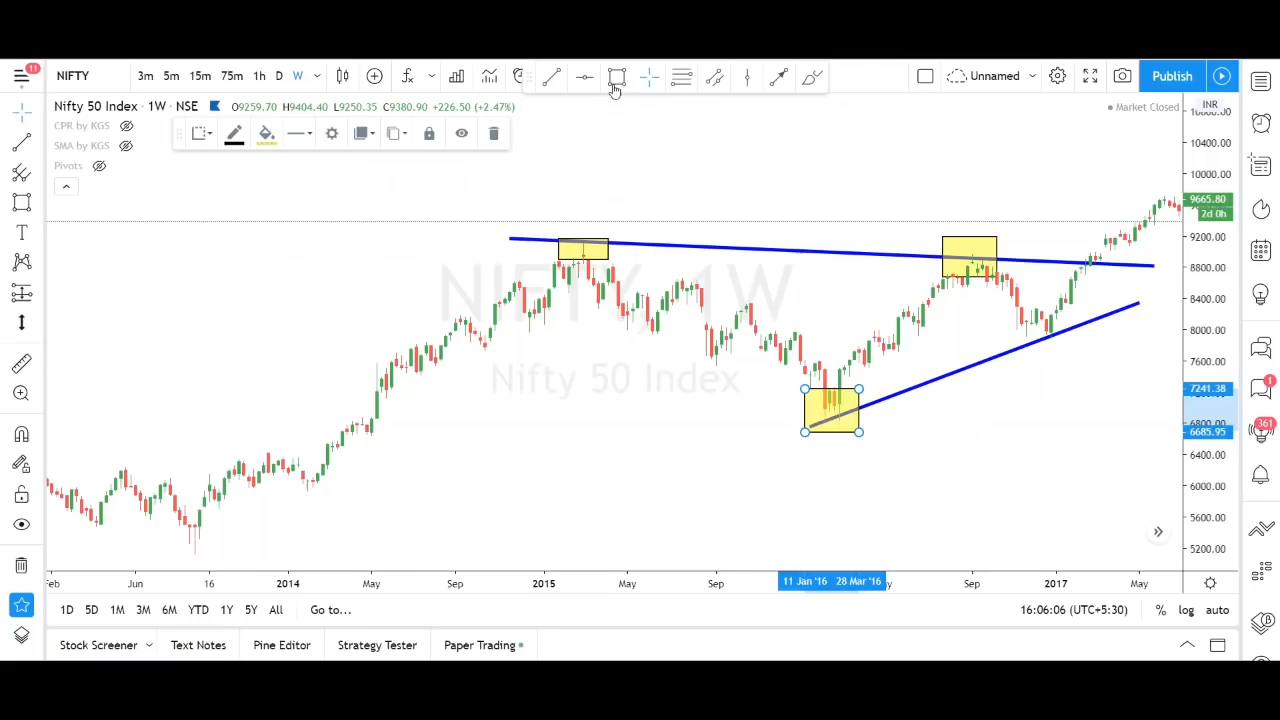 11
NIFTY 3m 5m 15m 75m 1h D W Unnamed Publish
Nifty 50 Index · 1W · NSE O9259.70 H9404.40 L9250.35 C9380.90 +226.50 (+2.47%) Market Closed INR
CPR by KGS
SMA by KGS
Pivots
NIFTY, 1W
Nifty 50 Index
10400.00
10000.00
9665.80
2d 0h
9200.00
8800.00
8400.00
8000.00
7600.00
7241.38
6685.95
6400.00
6000.00
5600.00
5200.00
1
361
Jun 16 2014 May Sep 2015 May Sep 11 Jan '16 28 Mar '16 Sep 2017 May
1D 5D 1M 3M 6M YTD 1Y 5Y All Go to... 16:06:06 (UTC+5:30) % log auto
Stock Screener Text Notes Pine Editor Strategy Tester Paper Trading